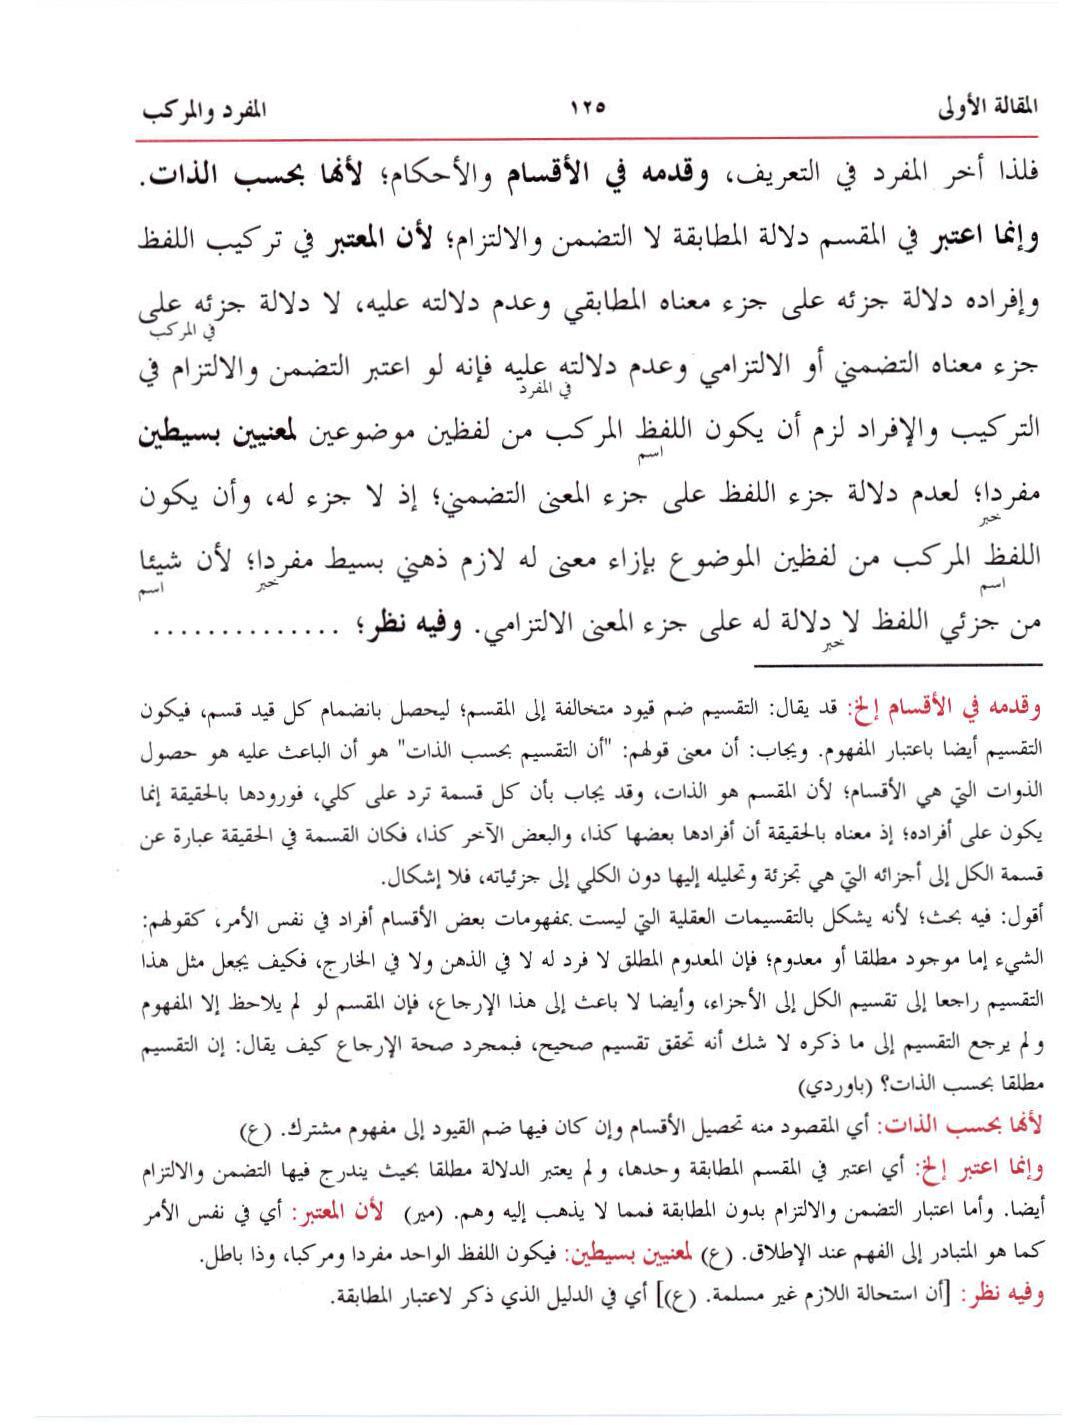 المقالة الأولى ١٢٥ المفرد والمركب
فلذا أخر المفرد في التعريف، وقدمه في الأقسام والأحكام؛ لأنها بحسب الذات.
وإنما اعتبر في المقسم دلالة المطابقة لا التضمن والالتزام؛ لأن المعتبر في تركيب اللفظ
وإفراده دلالة جزئه على جزء معناه المطابقي وعدم دلالته عليه، لا دلالة جزئه على
في المركب
جزء معناه التضمني أو الالتزامي وعدم دلالته عليه فإنه لو اعتبر التضمن والالتزام في
في المفرد
التركيب والإفراد لزم أن يكون اللفظ المركب من لفظين موضوعين لمعنيين بسيطين
اسم
مفردا؛ لعدم دلالة جزء اللفظ على جزء المعنى التضمني؛ إذ لا جزء له، وأن يكون
خبر
اللفظ المركب من لفظين الموضوع بإزاء معنى له لازم ذهني بسيط مفردا؛ لأن شيئا
اسم خبر اسم
من جزئي اللفظ لا دلالة له على جزء المعنى الالتزامي. وفيه نظر؛ ..............
خبر
وقدمه في الأقسام إلخ: قد يقال: التقسيم ضم قيود متخالفة إلى المقسم؛ ليحصل بانضمام كل قيد قسم، فيكون
التقسيم أيضا باعتبار المفهوم. ويجاب: أن معنى قولهم: "أن التقسيم بحسب الذات" هو أن الباعث عليه هو حصول
الذوات التي هي الأقسام؛ لأن المقسم هو الذات، وقد يجاب بأن كل قسمة ترد على كلي، فورودها بالحقيقة إنما
يكون على أفراده؛ إذ معناه بالحقيقة أن أفرادها بعضها كذا، والبعض الآخر كذا، فكان القسمة في الحقيقة عبارة عن
قسمة الكل إلى أجزائه التي هي تجزئة وتحليله إليها دون الكلي إلى جزئياته، فلا إشكال.
أقول: فيه بحث؛ لأنه يشكل بالتقسيمات العقلية التي ليست بمفهومات بعض الأقسام أفراد في نفس الأمر، كقولهم:
الشيء إما موجود مطلقا أو معدوم؛ فإن المعدوم المطلق لا فرد له لا في الذهن ولا في الخارج، فكيف يجعل مثل هذا
التقسيم راجعا إلى تقسيم الكل إلى الأجزاء، وأيضا لا باعث إلى هذا الإرجاع، فإن المقسم لو لم يلاحظ إلا المفهوم
ولم يرجع التقسيم إلى ما ذكره لا شك أنه تحقق تقسيم صحيح، فبمجرد صحة الإرجاع كيف يقال: إن التقسيم
مطلقا بحسب الذات؟ (باوردي)
لأنها بحسب الذات: أي المقصود منه تحصيل الأقسام وإن كان فيها ضم القيود إلى مفهوم مشترك. (ع)
وإنما اعتبر إلخ: أي اعتبر في المقسم المطابقة وحدها، ولم يعتبر الدلالة مطلقا بحيث يندرج فيها التضمن والالتزام
أيضا. وأما اعتبار التضمن والالتزام بدون المطابقة فمما لا يذهب إليه وهم. (مير) لأن المعتبر: أي في نفس الأمر
كما هو المتبادر إلى الفهم عند الإطلاق. (ع) لمعنيين بسيطين: فيكون اللفظ الواحد مفردا ومركبا، وذا باطل.
وفيه نظر: [أن استحالة اللازم غير مسلمة. (ع)] أي في الدليل الذي ذكر لاعتبار المطابقة.